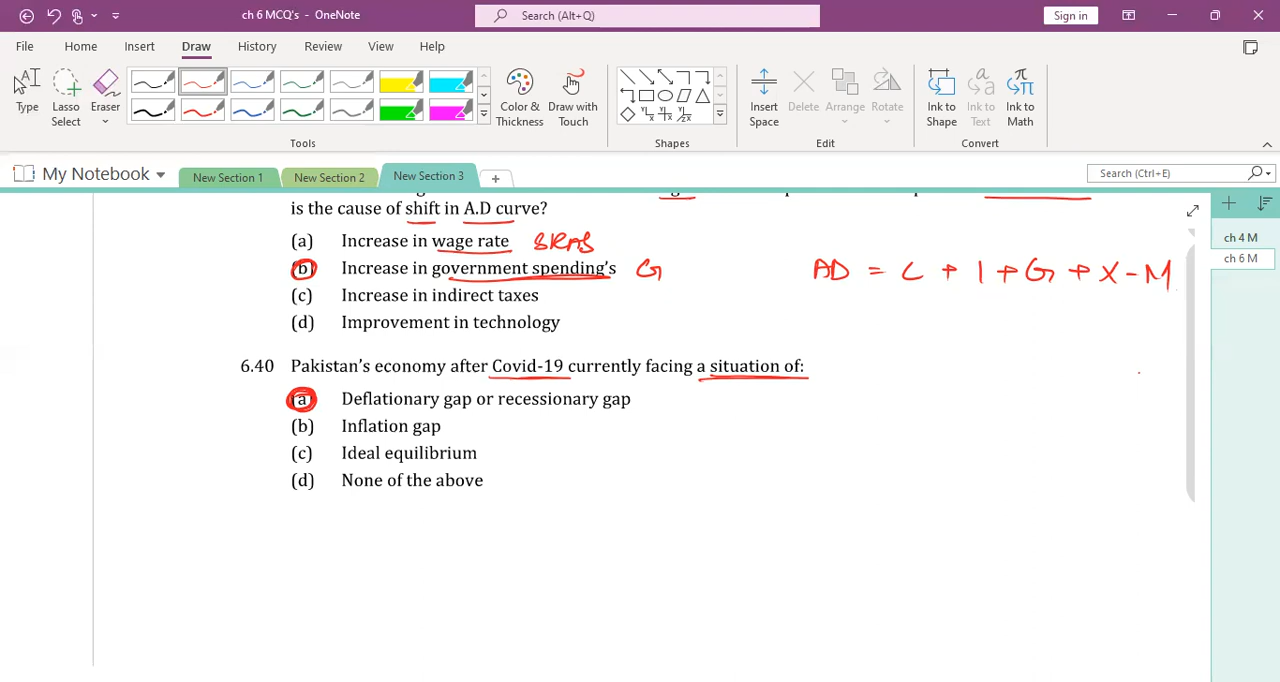 ch 6 MCQ's - OneNote
Search (Alt+Q)
Sign in
File Home Insert Draw History Review View Help
Type
Lasso Select
Eraser
Color & Thickness
Draw with Touch
Insert Space
Delete
Arrange
Rotate
Ink to Shape
Ink to Text
Ink to Math
Tools
Shapes
Edit
Convert
My Notebook
New Section 1
New Section 2
New Section 3
Search (Ctrl+E)
ch 4 M
ch 6 M
is the cause of shift in A.D curve?
(a) Increase in wage rate SRAS
(b) Increase in government spending's G AD = C + I + G + X - M
(c) Increase in indirect taxes
(d) Improvement in technology
6.40 Pakistan's economy after Covid-19 currently facing a situation of:
(a) Deflationary gap or recessionary gap
(b) Inflation gap
(c) Ideal equilibrium
(d) None of the above